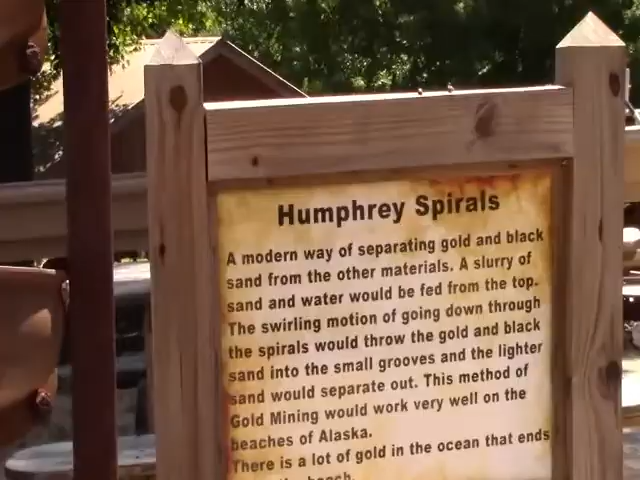 Humphrey Spirals
A modern way of separating gold and black
sand from the other materials. A slurry of
sand and water would be fed from the top.
The swirling motion of going down through
the spirals would throw the gold and black
sand into the small grooves and the lighter
sand would separate out. This method of
Gold Mining would work very well on the
beaches of Alaska.
There is a lot of gold in the ocean that ends
the beach.